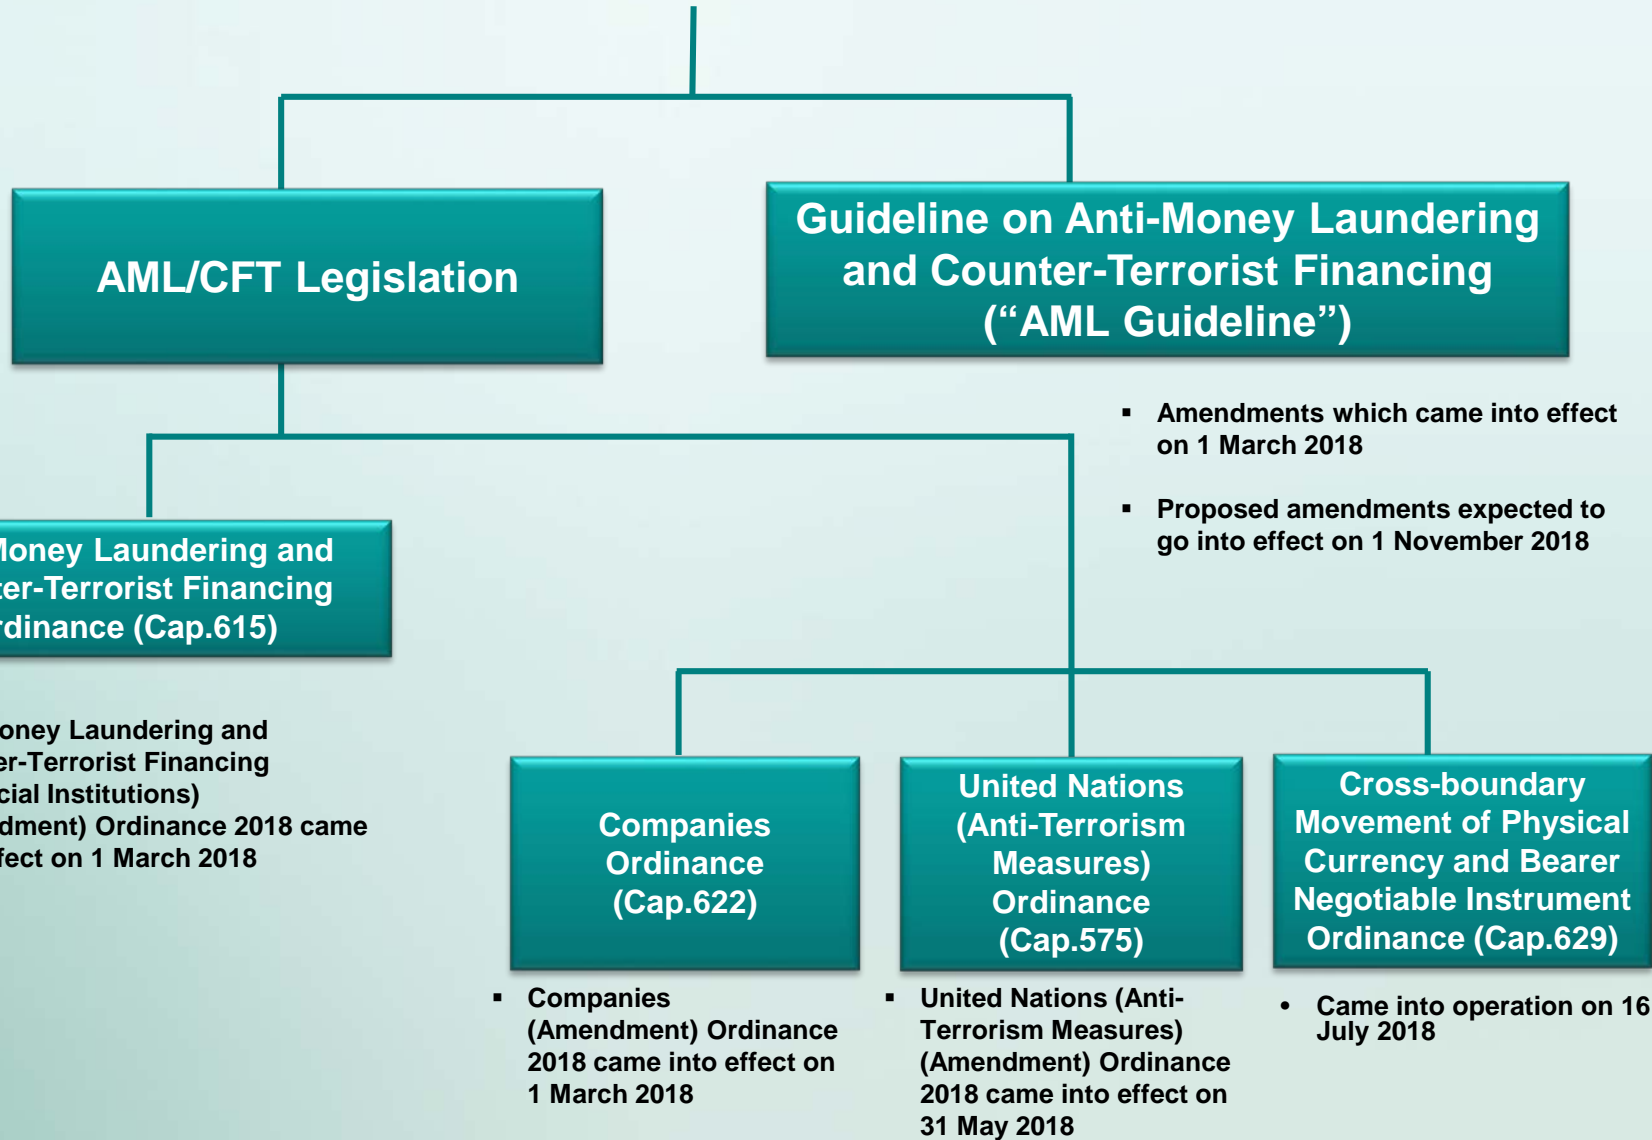 AML/CFT Legislation
Guideline on Anti-Money Laundering
and Counter-Terrorist Financing
(“AML Guideline”)
▪ Amendments which came into effect
on 1 March 2018
▪ Proposed amendments expected to
go into effect on 1 November 2018
Money Laundering and
ter-Terrorist Financing
rdinance (Cap.615)
oney Laundering and
er-Terrorist Financing
cial Institutions)
dment) Ordinance 2018 came
ffect on 1 March 2018
Companies
Ordinance
(Cap.622)
▪ Companies
(Amendment) Ordinance
2018 came into effect on
1 March 2018
United Nations
(Anti-Terrorism
Measures)
Ordinance
(Cap.575)
▪ United Nations (Anti-
Terrorism Measures)
(Amendment) Ordinance
2018 came into effect on
31 May 2018
Cross-boundary
Movement of Physical
Currency and Bearer
Negotiable Instrument
Ordinance (Cap.629)
• Came into operation on 16
July 2018